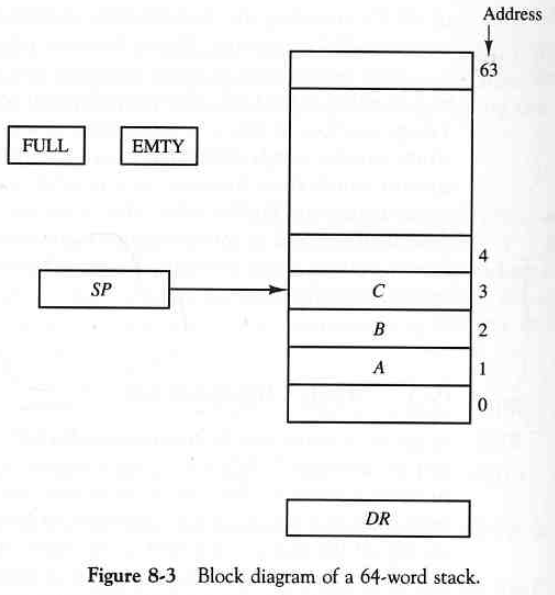 Address
63
FULL
EMTY
4
SP
C
3
B
2
A
1
0
DR
Figure 8-3 Block diagram of a 64-word stack.